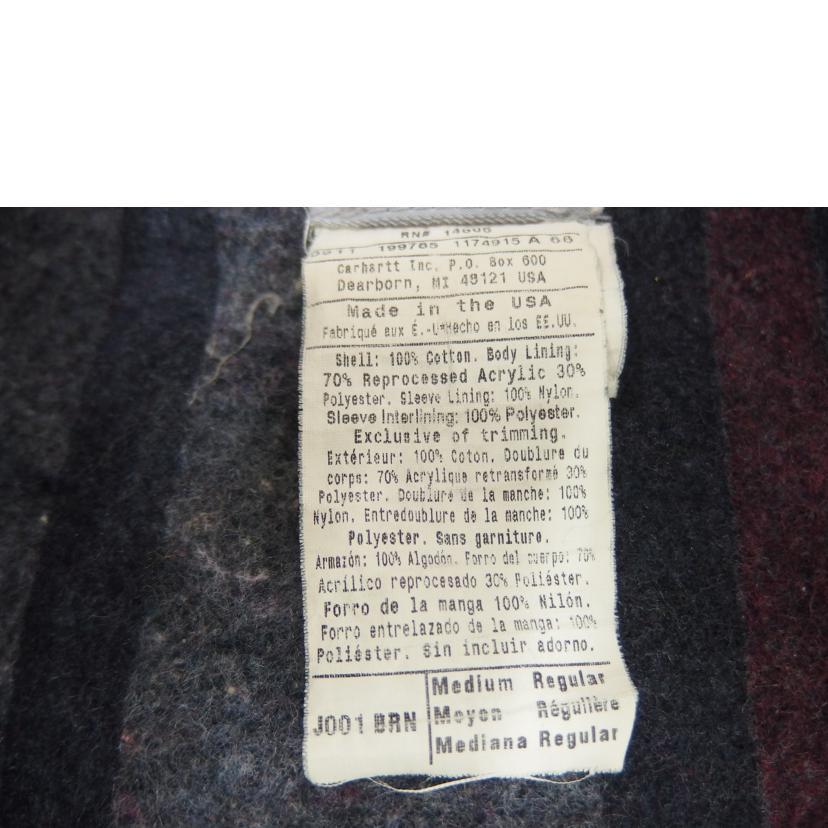 RN# 14806
199765 1174915 A 66
Carhartt Inc. P.O. Box 600
Dearborn, MI 48121 USA
Made in the USA
Fabriqué aux É.-U*Hecho en los EE.UU.
Shell: 100% Cotton. Body Lining:
70% Reprocessed Acrylic 30%
Polyester. Sleeve Lining: 100% Nylon.
Sleeve Interlining: 100% Polyester.
Exclusive of trimming.
Extérieur: 100% Coton. Doublure du
corps: 70% Acrylique retransformé 30%
Polyester. Doublure de la manche: 100%
Nylon. Entredoublure de la manche: 100%
Polyester. Sans garniture.
Armazón: 100% Algodón. Forro del cuerpo: 70%
Acrílico reprocesado 30% Poliéster.
Forro de la manga 100% Nilón.
Forro entrelazado de la manga: 100%
Poliéster. Sin incluir adorno.
J001 BRN
Medium Regular
Moyen Régulière
Mediana Regular